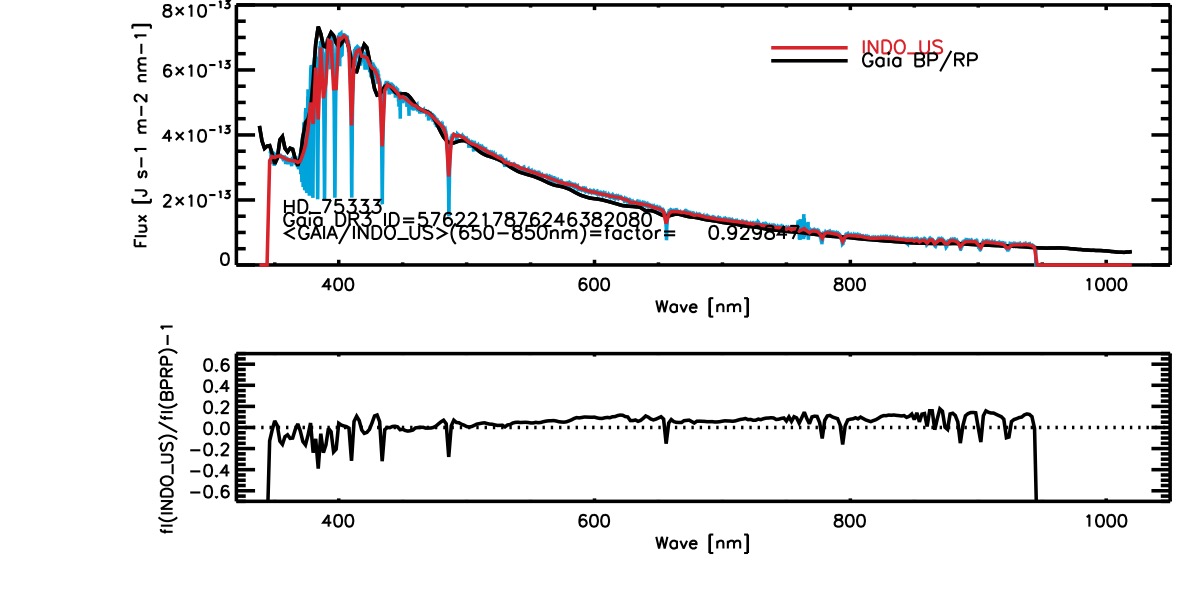 8×10⁻¹³
6×10⁻¹³
4×10⁻¹³
2×10⁻¹³
0
Flux [J s−1 m−2 nm−1]
INDO_US
Gaia BP/RP
HD_75333
Gaia DR3 ID=5762217876246382080
<GAIA/INDO_US>(650−850nm)=factor= 0.929847
400 600 800 1000
Wave [nm]
fl(INDO_US)/fl(BPRP)−1
0.6
0.4
0.2
0.0
−0.2
−0.4
−0.6
400 600 800 1000
Wave [nm]